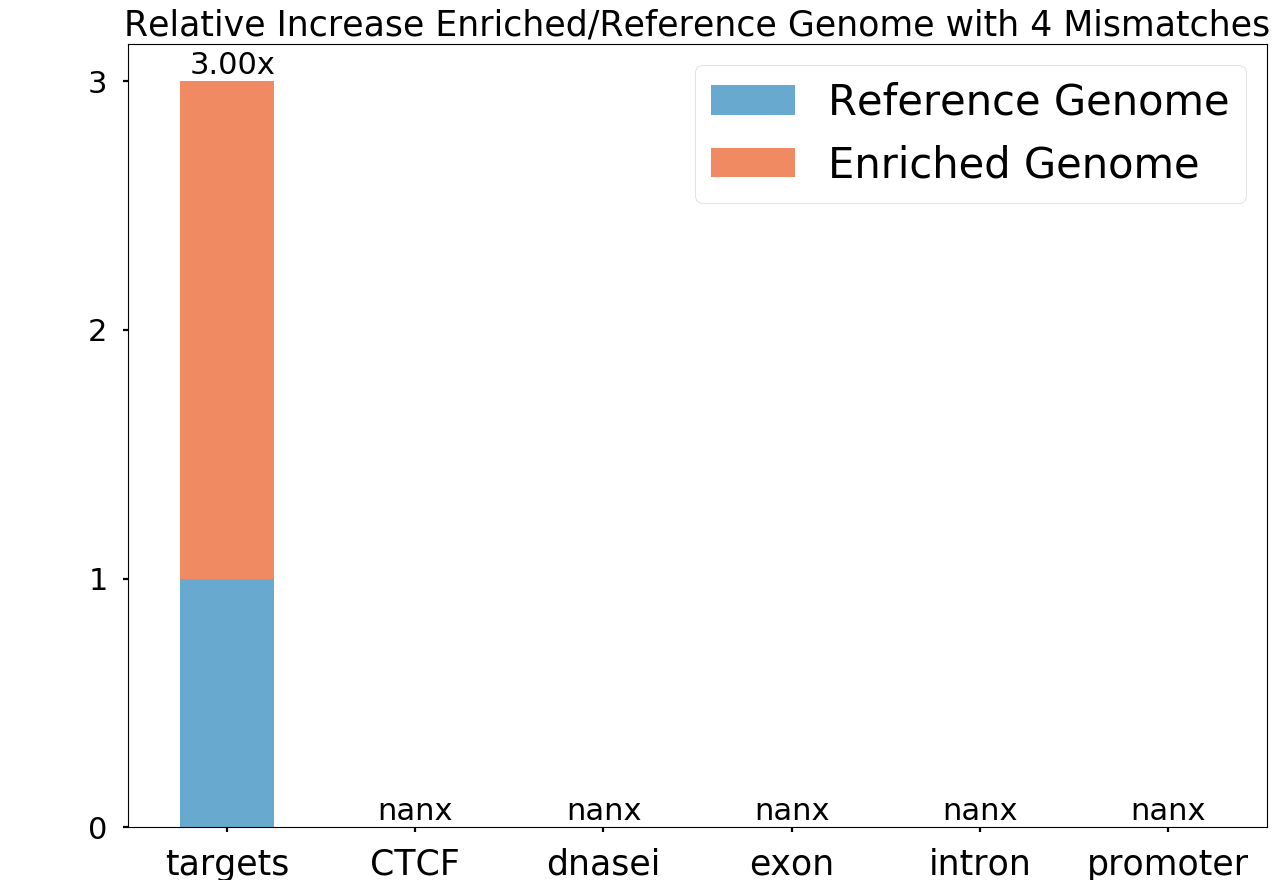 Relative Increase Enriched/Reference Genome with 4 Mismatches
3.00x
3
Reference Genome
Enriched Genome
2
1
nanx nanx nanx nanx nanx
0
targets CTCF dnasei exon intron promoter